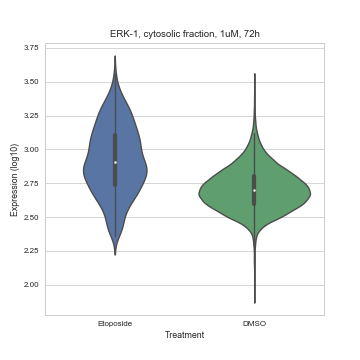 ERK-1, cytosolic fraction, 1uM, 72h
3.75
3.50
3.25
3.00
2.75
2.50
2.25
2.00
Expression (log10)
Etoposide
DMSO
Treatment